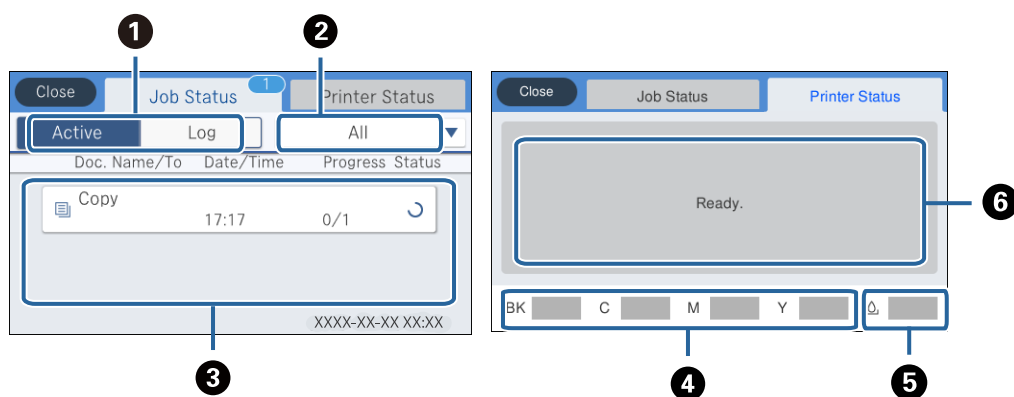 1 2
Close Job Status 1 Printer Status
Active Log All
Doc. Name/To Date/Time Progress Status
Copy
17:17 0/1
XXXX-XX-XX XX:XX
3
Close Job Status Printer Status
Ready.
6
BK C M Y
4 5